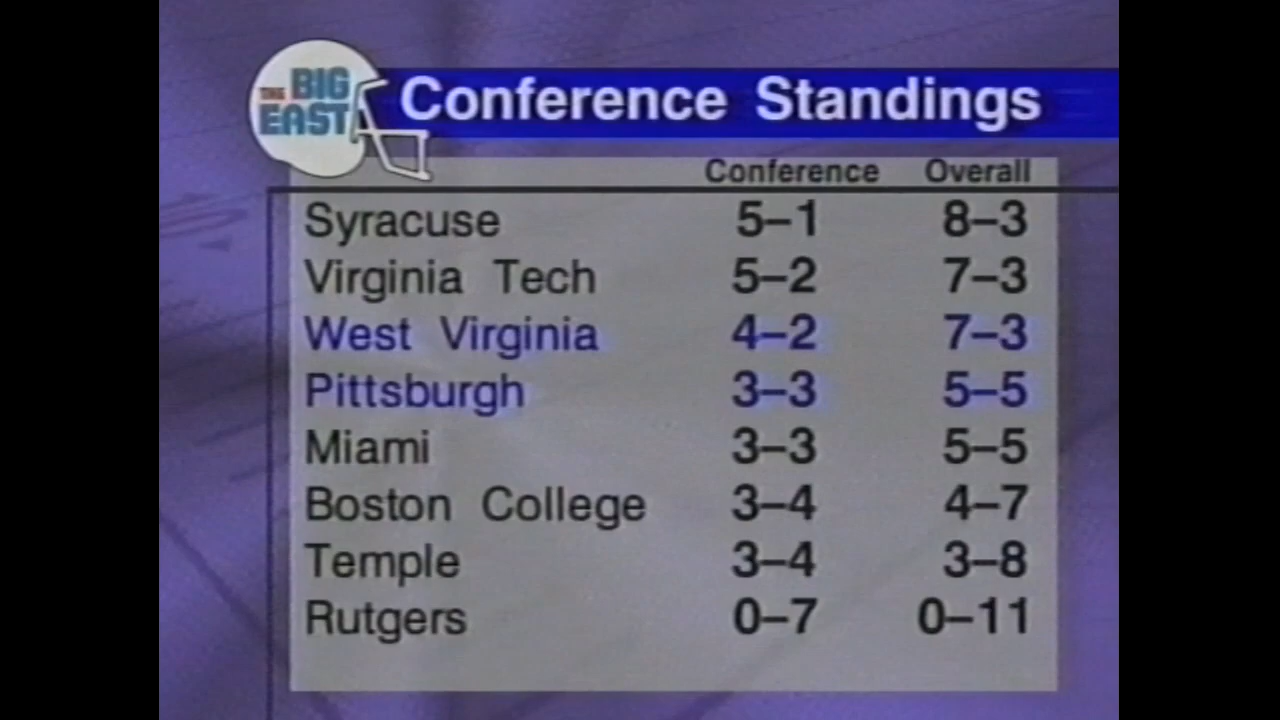 THE BIG EAST
Conference Standings
Conference Overall
Syracuse 5–1 8–3
Virginia Tech 5–2 7–3
West Virginia 4–2 7–3
Pittsburgh 3–3 5–5
Miami 3–3 5–5
Boston College 3–4 4–7
Temple 3–4 3–8
Rutgers 0–7 0–11